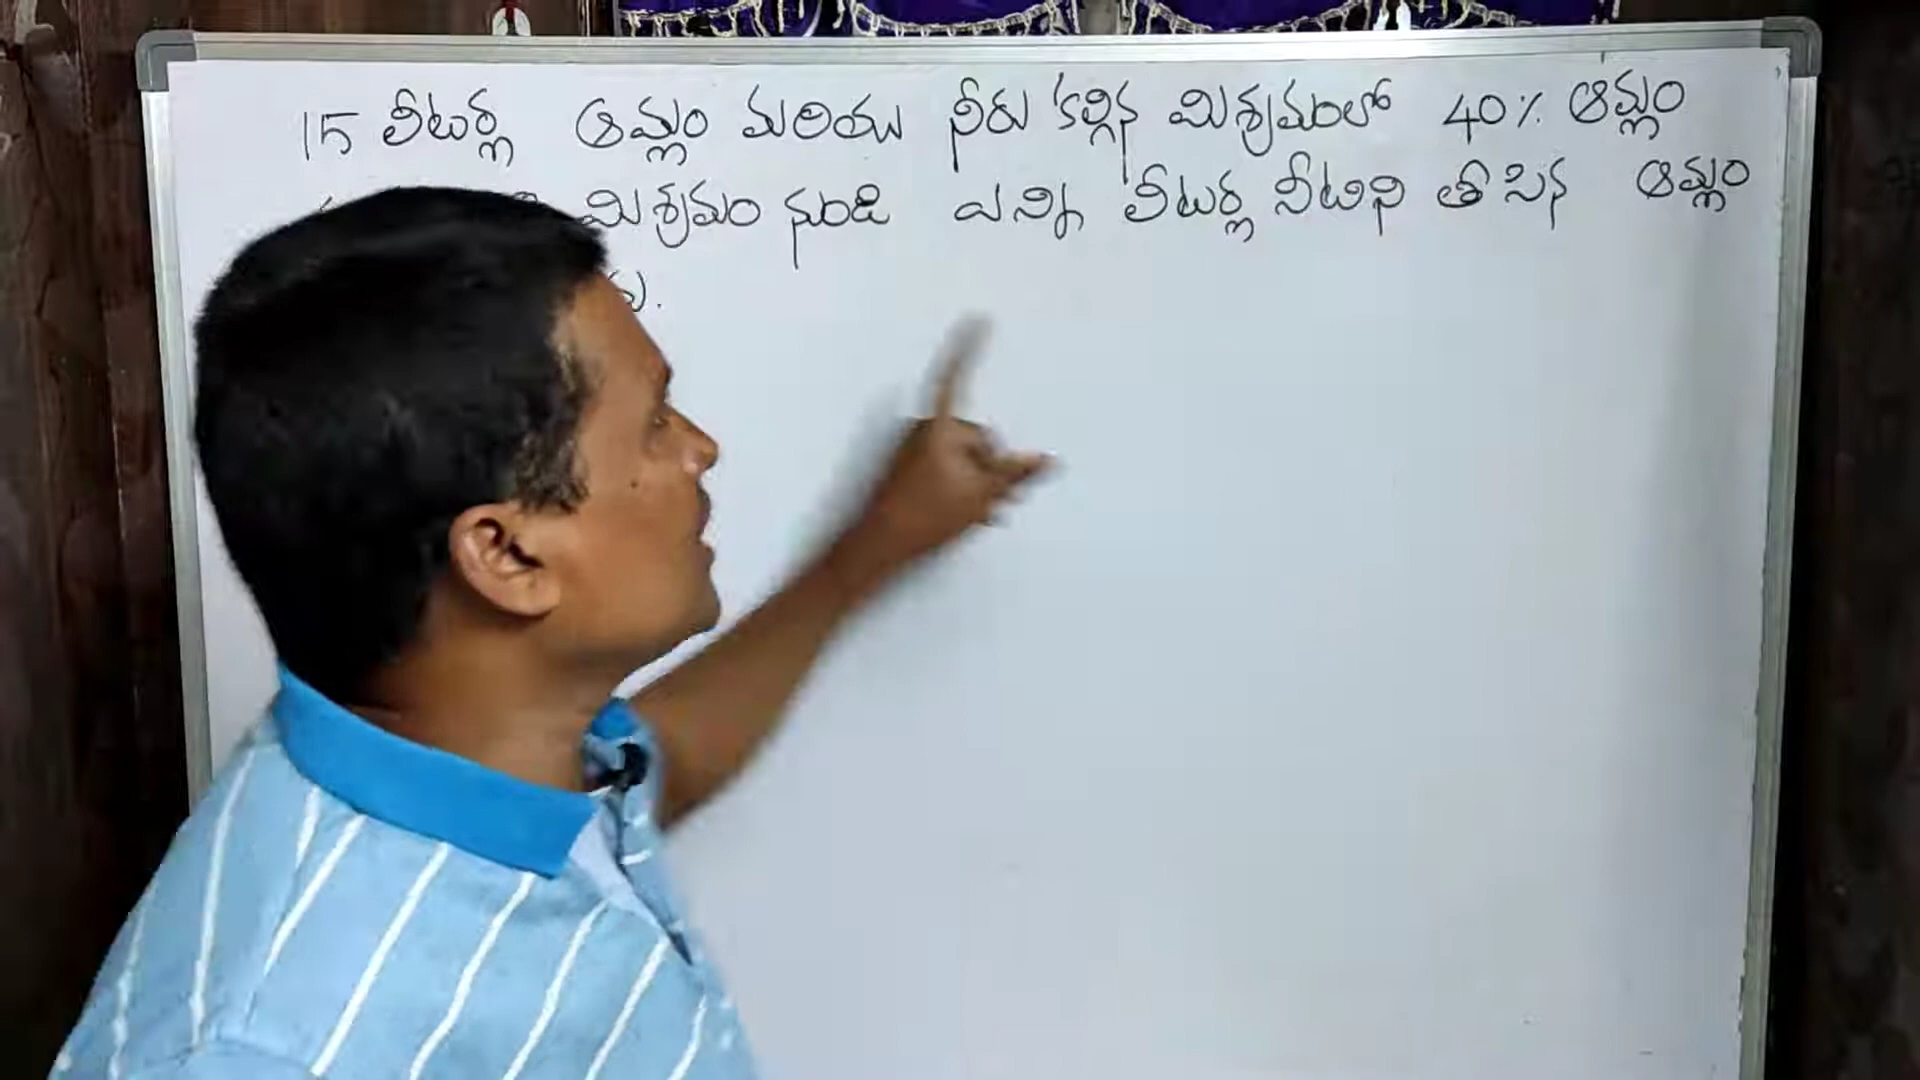 15 లీటర్ల ఆమ్లం మరియు నీరు కల్గిన మిశ్రమంలో 40% ఆమ్లం
మిశ్రమం నుండి ఎన్ని లీటర్ల నీటిని తీసిన ఆమ్లం